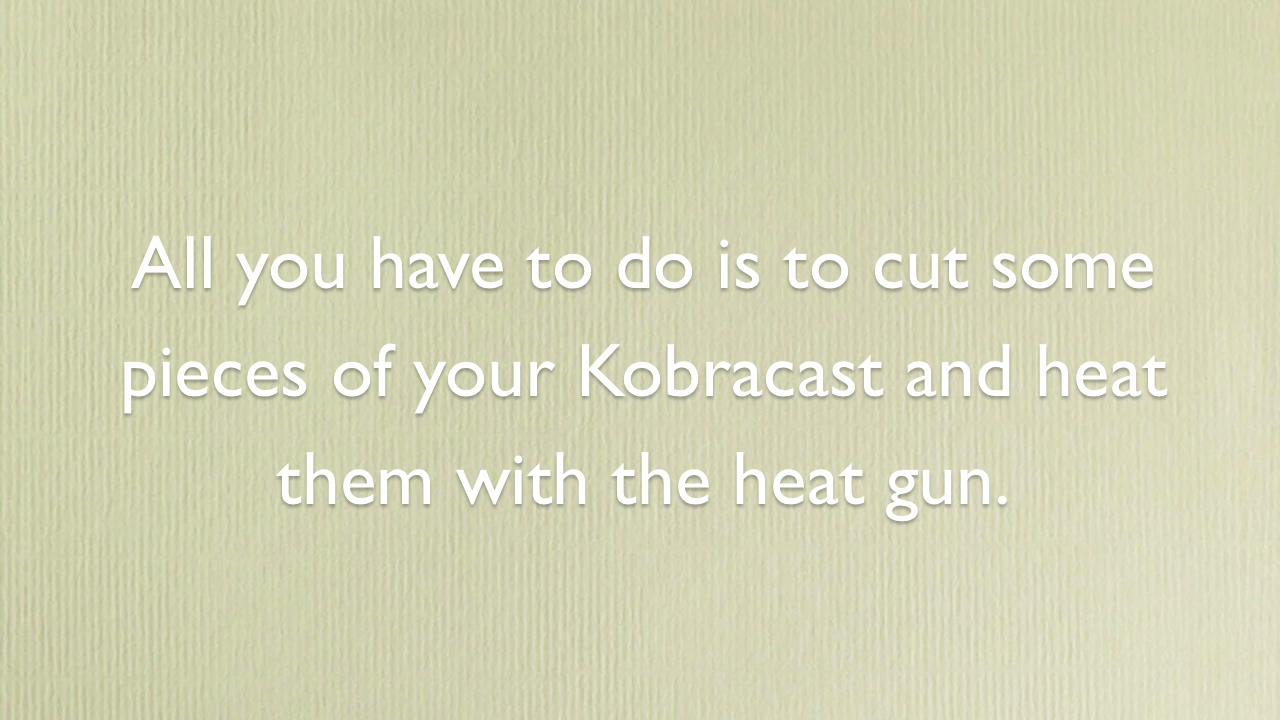 All you have to do is to cut some
pieces of your Kobracast and heat
them with the heat gun.